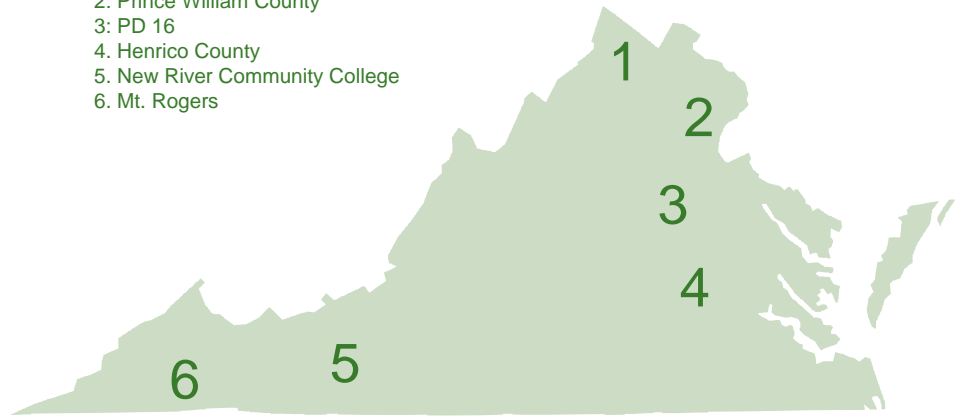 2. Prince William County
3: PD 16
4. Henrico County
5. New River Community College
6. Mt. Rogers
1
2
3
4
5
6